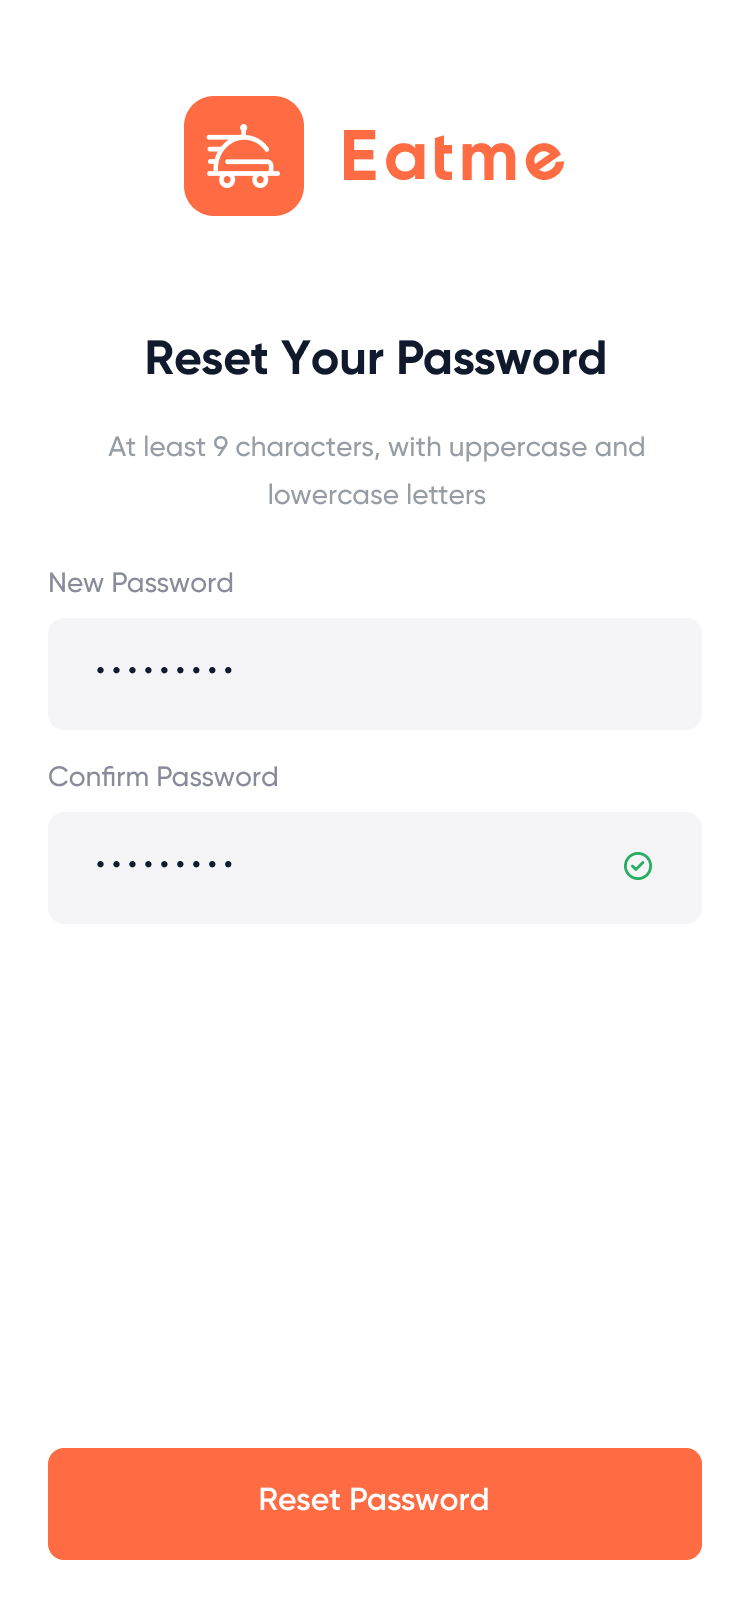 Eatme
Reset Your Password
At least 9 characters, with uppercase and
lowercase letters
New Password
•••••••••
Confirm Password
•••••••••
Reset Password